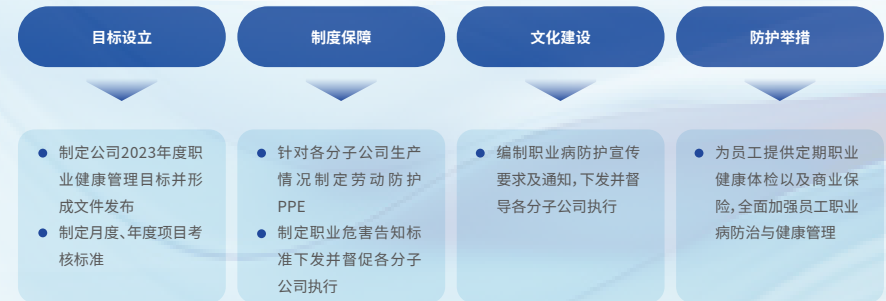 目标设立
制定公司2023年度职
业健康管理目标并形
成文件发布
制定月度、年度项目考
核标准
制度保障
针对各分子公司生产
情况制定劳动防护
PPE
制定职业危害告知标
准下发并督促各分子
公司执行
文化建设
编制职业病防护宣传
要求及通知，下发并督
导各分子公司执行
防护举措
为员工提供定期职业
健康体检以及商业保
险，全面加强员工职业
病防治与健康管理